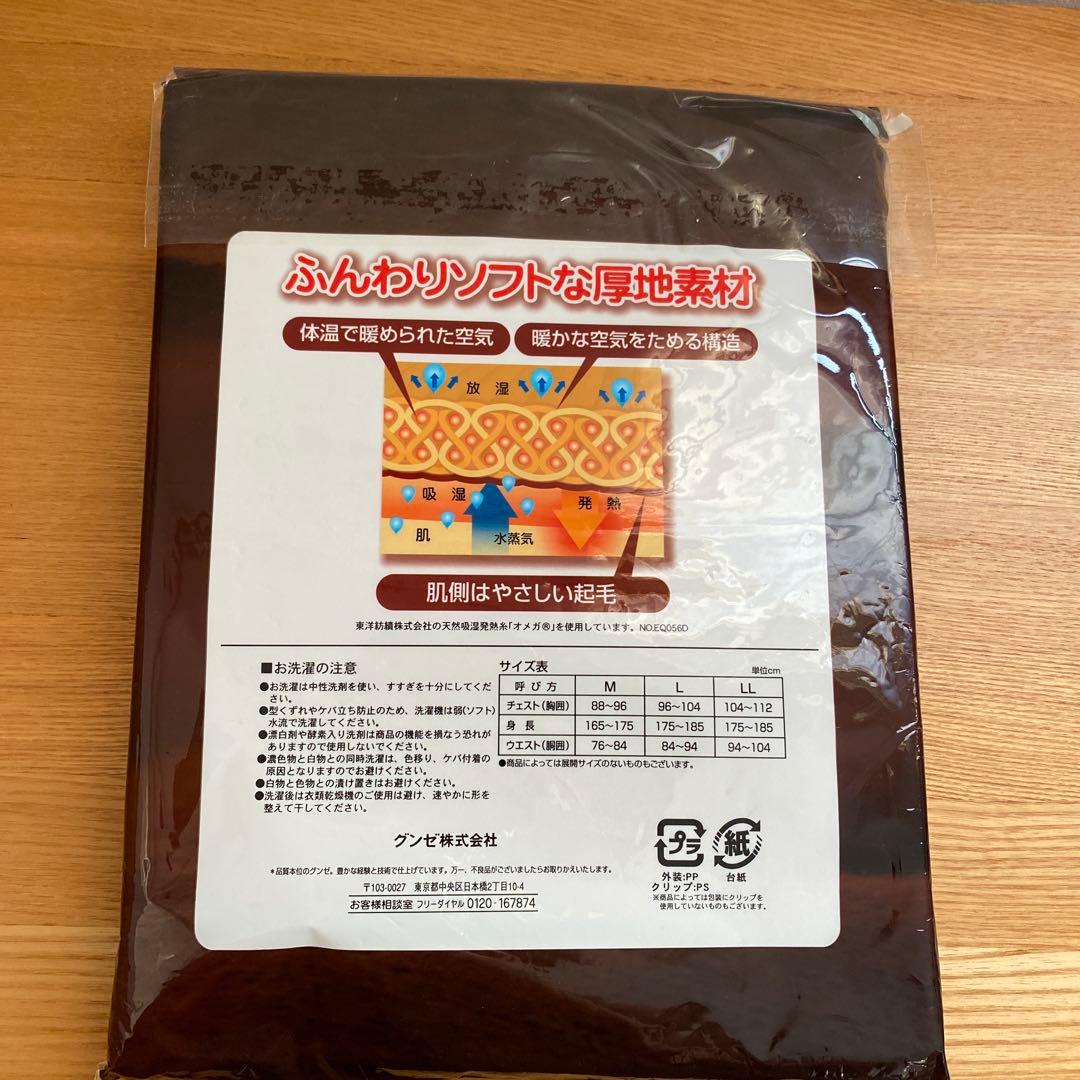 ふんわりソフトな厚地素材
体温で暖められた空気
暖かな空気をためる構造
放湿
吸湿
発熱
肌
水蒸気
肌側はやさしい起毛
東洋紡績株式会社の天然吸湿発熱糸「オメガ®」を使用しています。NO.EQ056D
■お洗濯の注意
●お洗濯は中性洗剤を使い、すすぎを十分にしてくだ
さい。
●型くずれやケバ立ち防止のため、洗濯機は弱(ソフト)
水流で洗濯してください。
●漂白剤や酵素入り洗剤は商品の機能を損なう恐れが
ありますので使用しないでください。
●濃色物と白物との同時洗濯は、色移り、ケバ付着の
原因となりますのでお避けください。
●白物と色物との漬け置きはお避けください。
●洗濯後は衣類乾燥機のご使用は避け、速やかに形を
整えて干してください。
サイズ表 単位cm
呼び方 M L LL
チェスト(胸囲) 88~96 96~104 104~112
身長 165~175 175~185 175~185
ウエスト(胴囲) 76~84 84~94 94~104
●商品によっては展開サイズのないものもございます。
グンゼ株式会社
*品質本位のグンゼ。豊かな経験と技術で仕上げています。万一、不良品がございましたらお取りかえいたします。
〒103-0027 東京都中央区日本橋2丁目10-4
お客様相談室 フリーダイヤル 0120-167874
プラ
紙
外装:PP
台紙
クリップ:PS
※商品によっては包装にクリップを
使用していないものもございます。